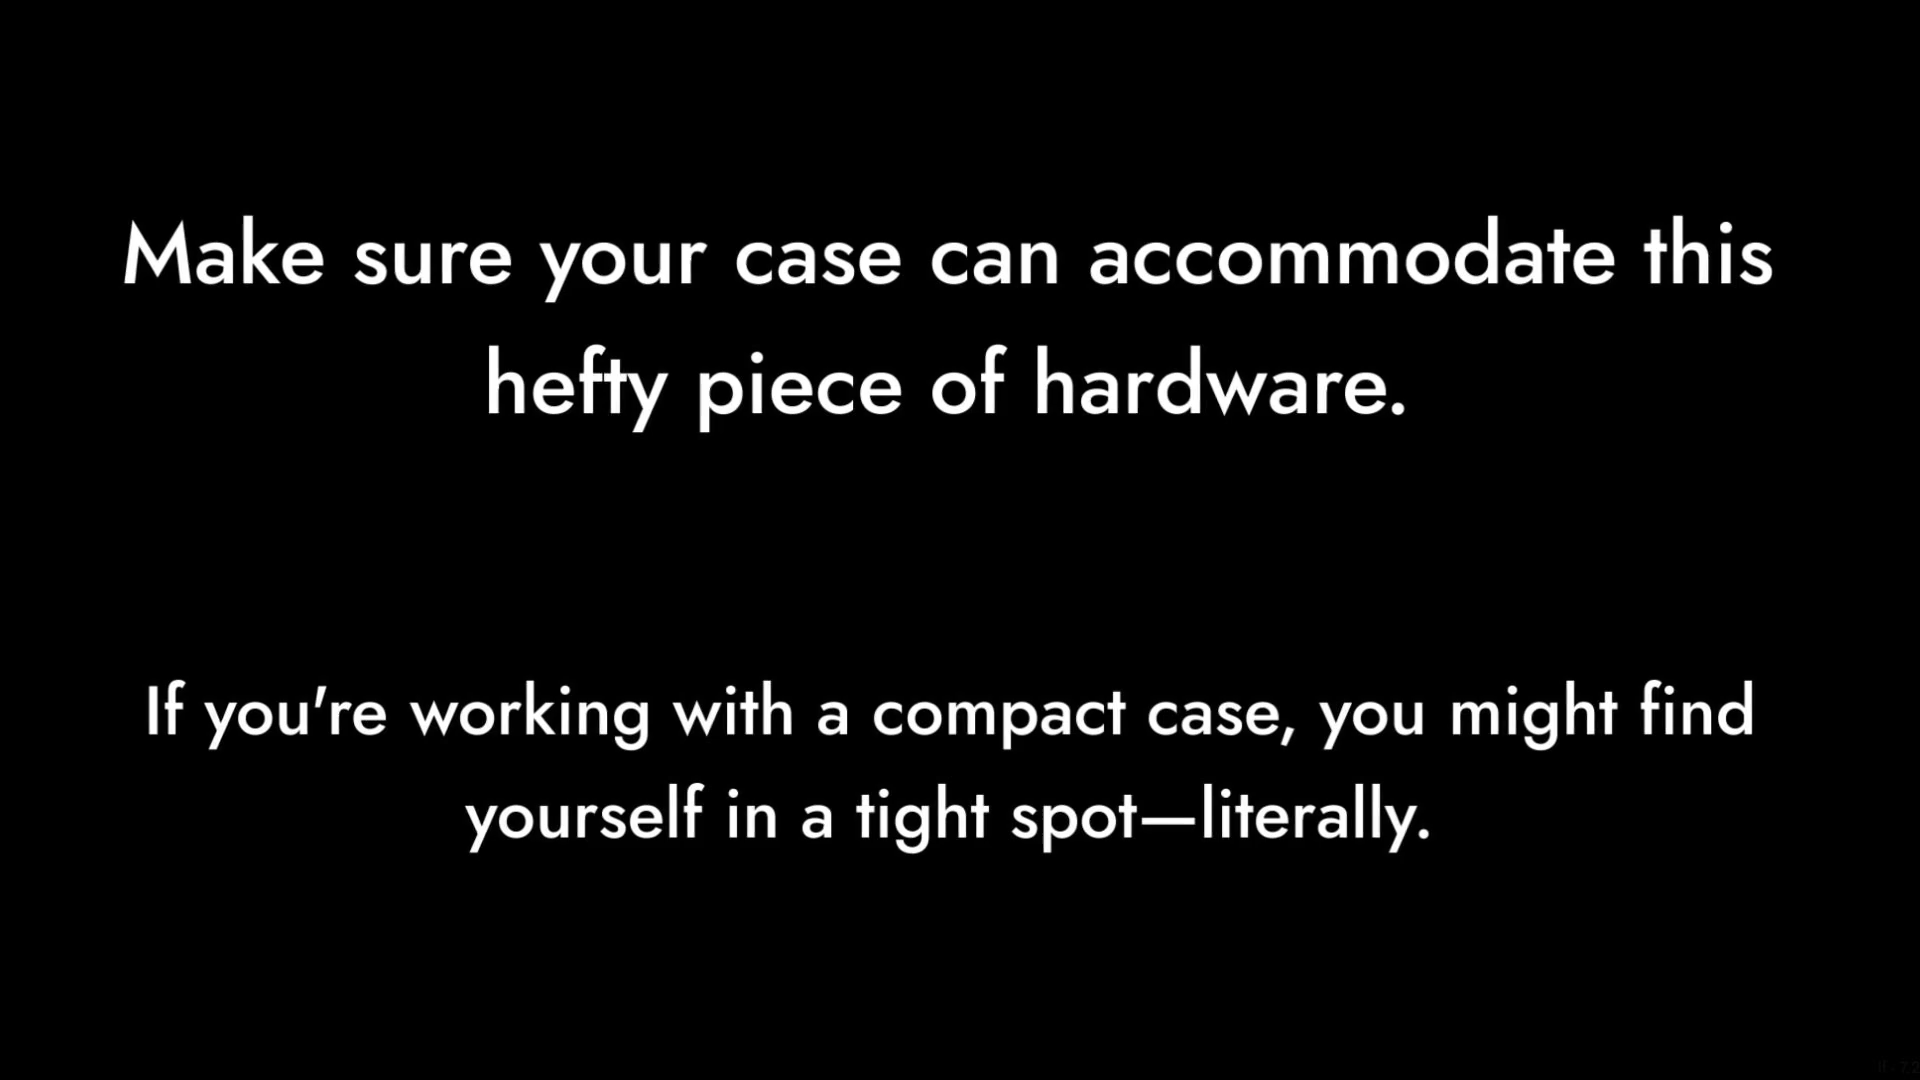 Make sure your case can accommodate this
hefty piece of hardware.
If you're working with a compact case, you might find
yourself in a tight spot—literally.